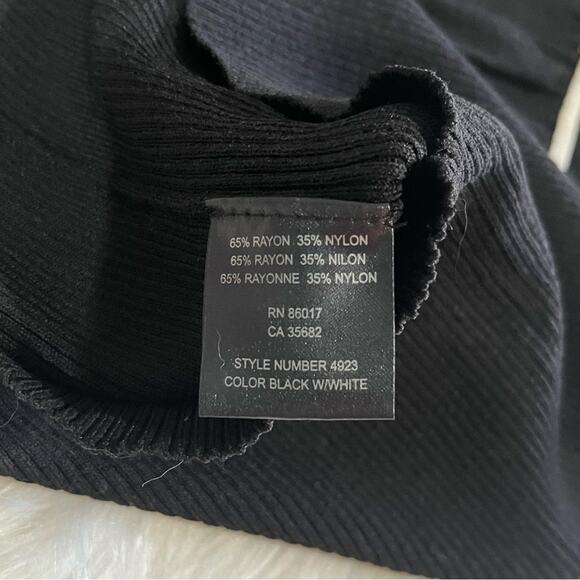 65% RAYON 35% NYLON
65% RAYON 35% NILON
65% RAYONNE 35% NYLON
RN 86017
CA 35682
STYLE NUMBER 4923
COLOR BLACK W/WHITE